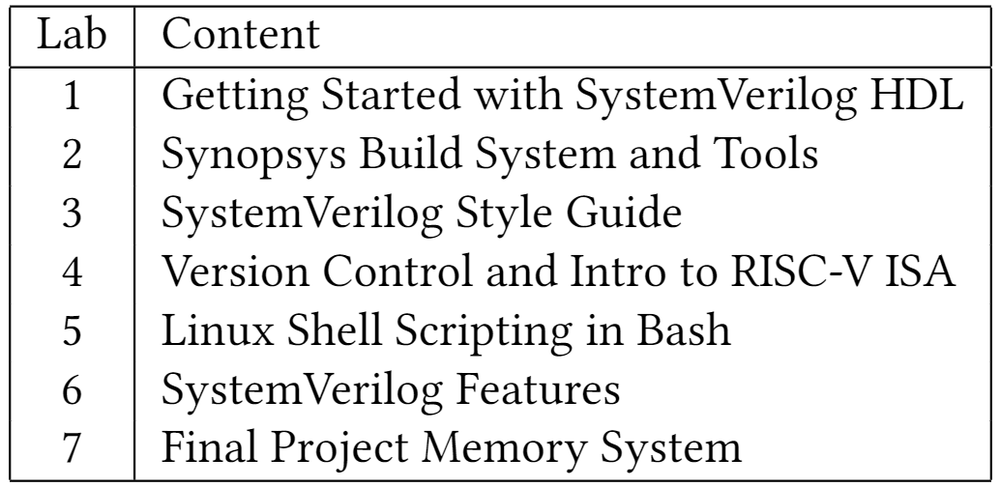 Lab Content
1 Getting Started with SystemVerilog HDL
2 Synopsys Build System and Tools
3 SystemVerilog Style Guide
4 Version Control and Intro to RISC-V ISA
5 Linux Shell Scripting in Bash
6 SystemVerilog Features
7 Final Project Memory System